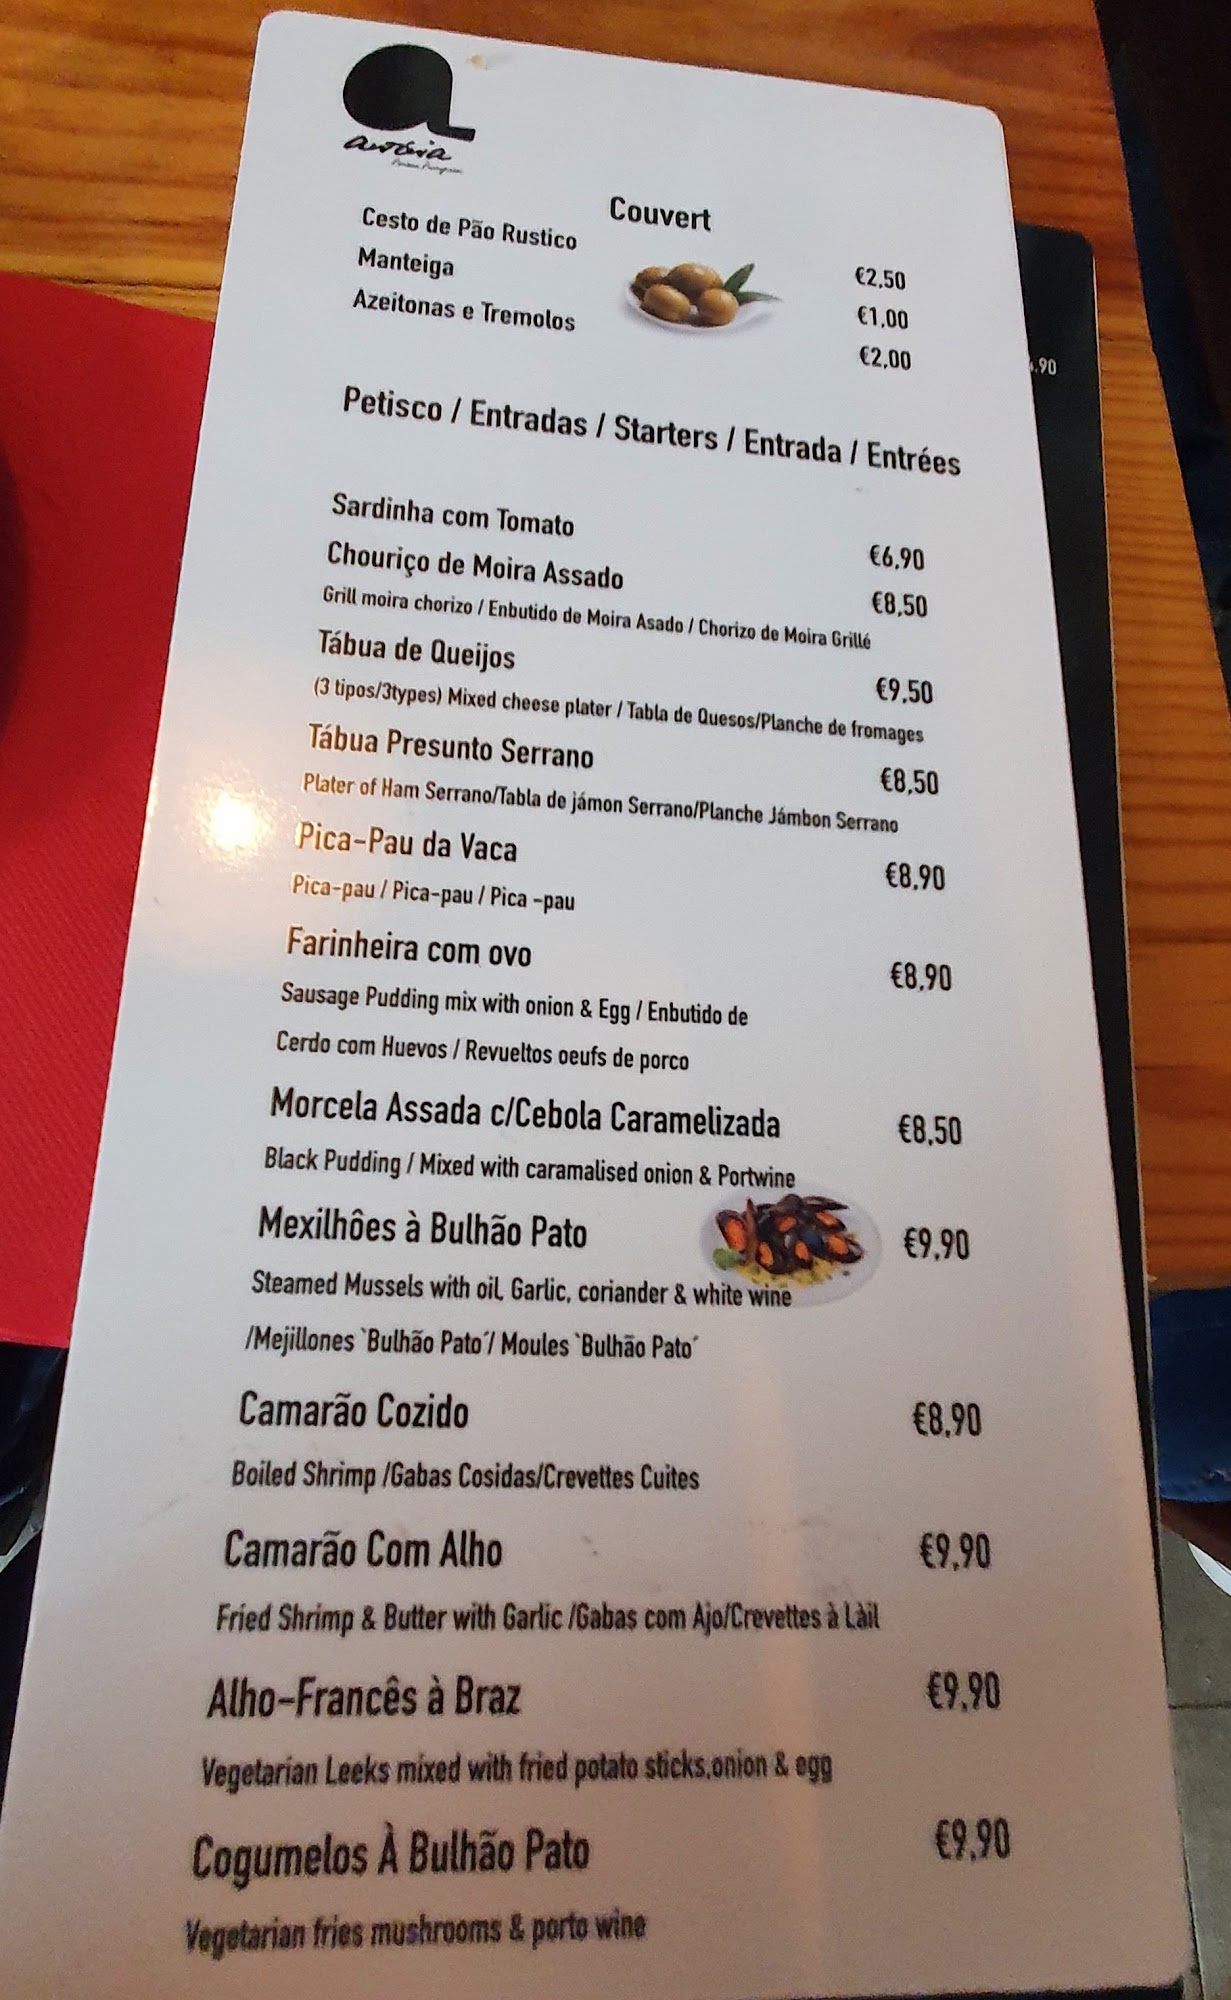 Couvert
Cesto de Pão Rustico €2,50
Manteiga €1,00
Azeitonas e Tremolos €2,00
Petisco / Entradas / Starters / Entrada / Entrées
Sardinha com Tomato €6,90
Chouriço de Moira Assado €8,50
Grill moira chorizo / Enbutido de Moira Asado / Chorizo de Moira Grillé
Tábua de Queijos €9,50
(3 tipos/3types) Mixed cheese plater / Tabla de Quesos/Planche de fromages
Tábua Presunto Serrano €8,50
Plater of Ham Serrano/Tabla de jámon Serrano/Planche Jámbon Serrano
Pica-Pau da Vaca €8,90
Pica-pau / Pica-pau / Pica -pau
Farinheira com ovo €8,90
Sausage Pudding mix with onion & Egg / Enbutido de
Cerdo com Huevos / Revueltos oeufs de porco
Morcela Assada c/Cebola Caramelizada €8,50
Black Pudding / Mixed with caramalised onion & Portwine
Mexilhões à Bulhão Pato €9,90
Steamed Mussels with oil, Garlic, coriander & white wine
/Mejillones `Bulhão Pato´/ Moules `Bulhão Pato´
Camarão Cozido €8,90
Boiled Shrimp /Gabas Cosidas/Crevettes Cuites
Camarão Com Alho €9,90
Fried Shrimp & Butter with Garlic /Gabas com Ajo/Crevettes à Làil
Alho-Francês à Braz €9,90
Vegetarian Leeks mixed with fried potato sticks,onion & egg
Cogumelos À Bulhão Pato €9,90
Vegetarian fries mushrooms & porto wine
.90